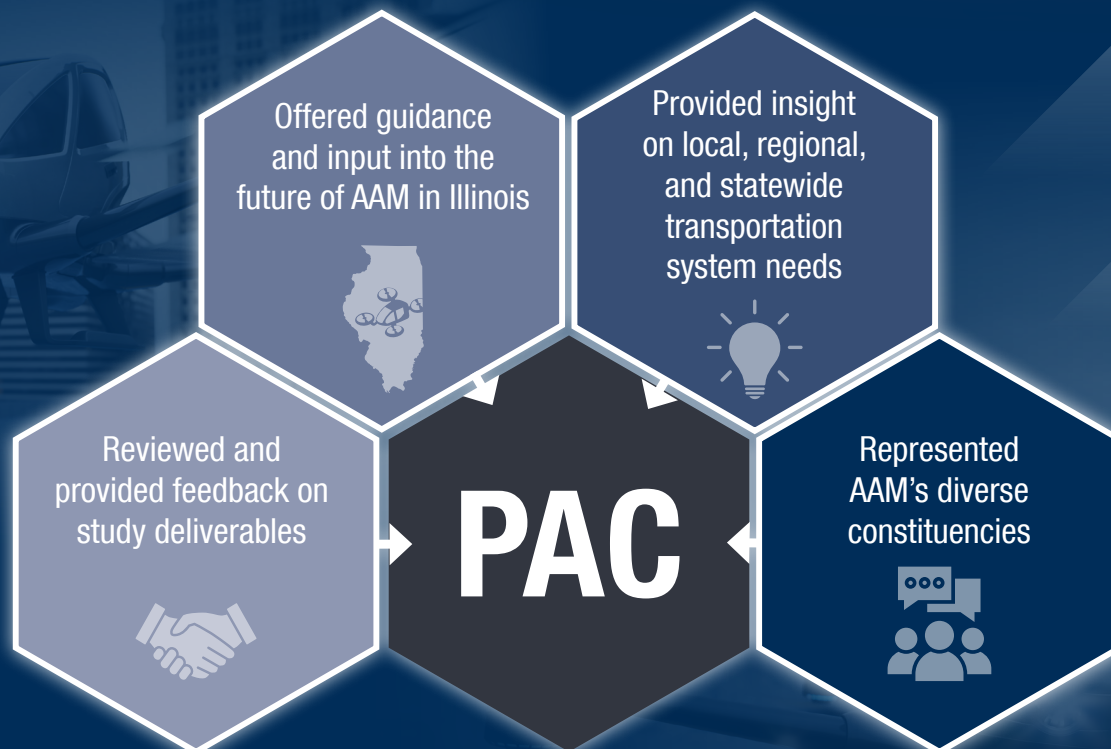 Offered guidance
and input into the
future of AAM in Illinois
Provided insight
on local, regional,
and statewide
transportation
system needs
Reviewed and
provided feedback on
study deliverables
PAC
Represented
AAM's diverse
constituencies